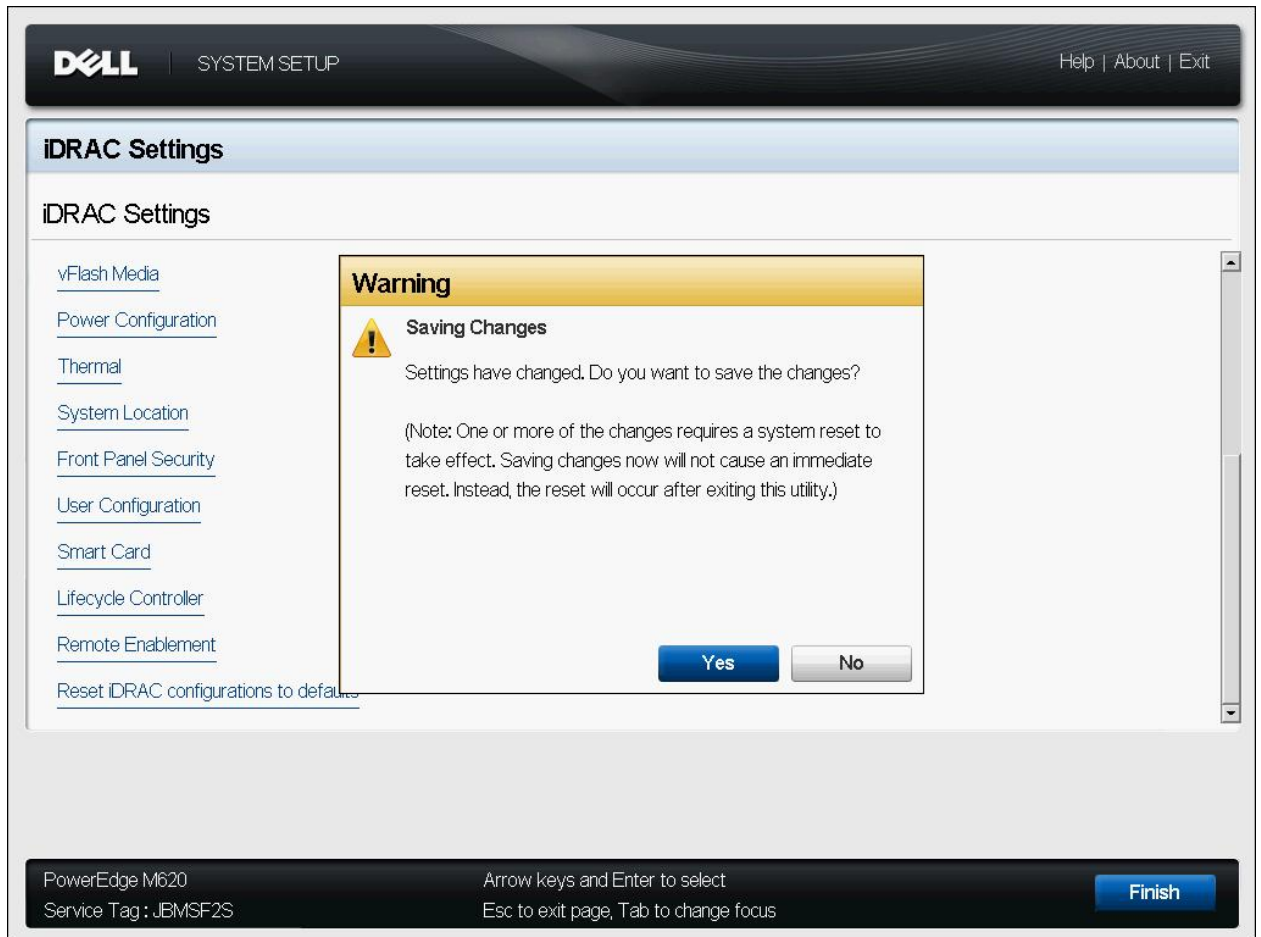 DELL
SYSTEM SETUP
Help | About | Exit
iDRAC Settings
iDRAC Settings
vFlash Media
Power Configuration
Thermal
System Location
Front Panel Security
User Configuration
Smart Card
Lifecycle Controller
Remote Enablement
Reset iDRAC configurations to defaults
Warning
Saving Changes
Settings have changed. Do you want to save the changes?
(Note: One or more of the changes requires a system reset to
take effect. Saving changes now will not cause an immediate
reset. Instead, the reset will occur after exiting this utility.)
Yes
No
PowerEdge M620
Service Tag : JBMSF2S
Arrow keys and Enter to select
Esc to exit page, Tab to change focus
Finish